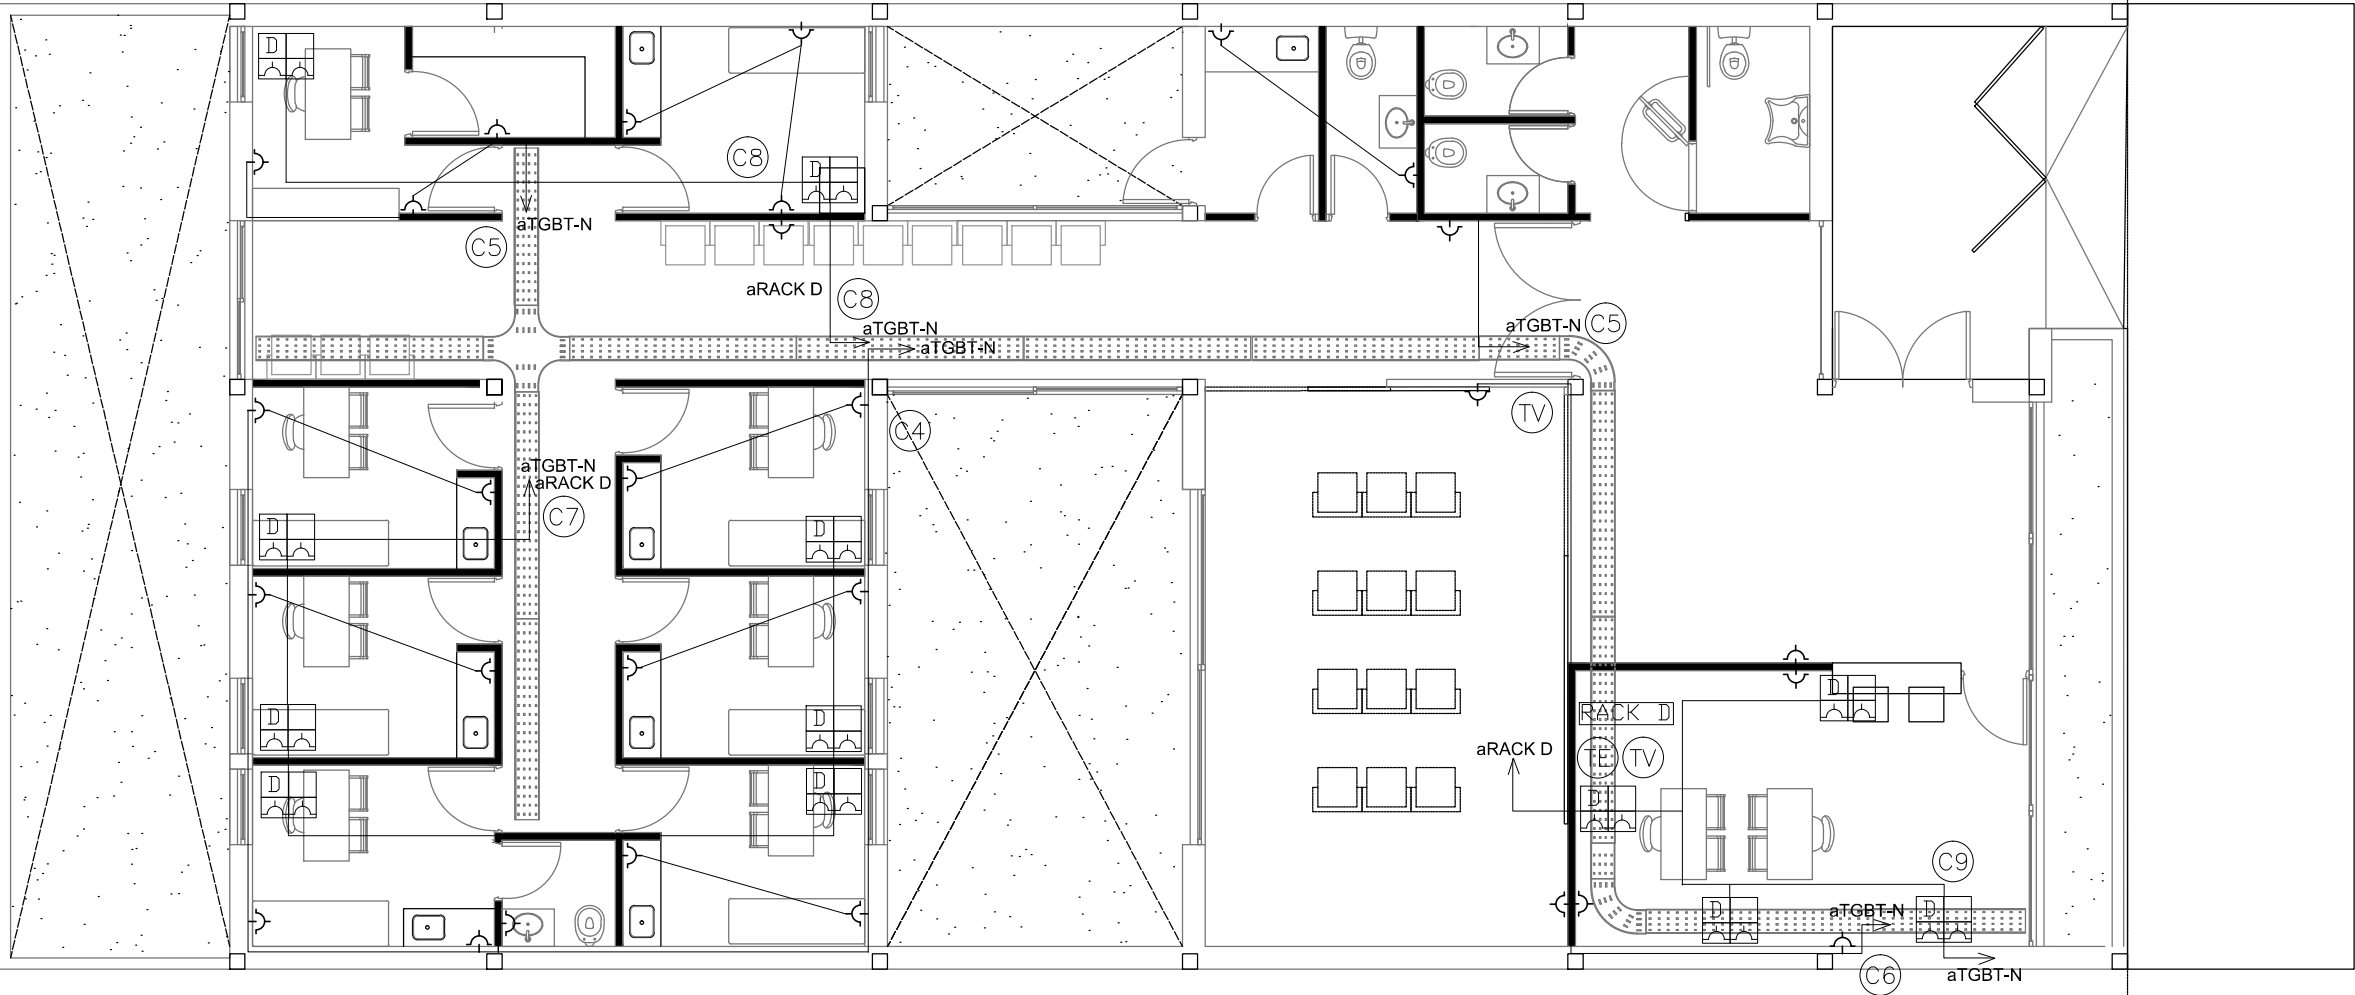 D
C8
D
aTGBT-N
C5
aRACK D
C8
aTGBT-N
aTGBT-N
aTGBT-N
C5
TV
C4
aTGBT-N
aRACK D
C7
D
D
D
D
D
D
D
RACK D
aRACK D
TE
TV
D
C9
D
D
aTGBT-N
C6
aTGBT-N